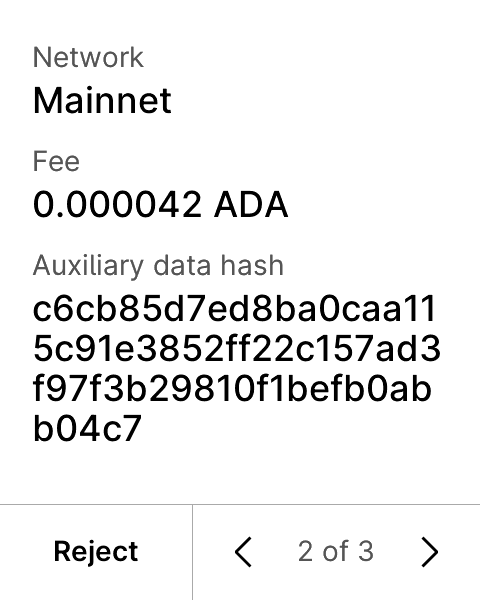 Network
Mainnet
Fee
0.000042 ADA
Auxiliary data hash
c6cb85d7ed8ba0caa11
5c91e3852ff22c157ad3
f97f3b29810f1befb0ab
b04c7
Reject
2 of 3